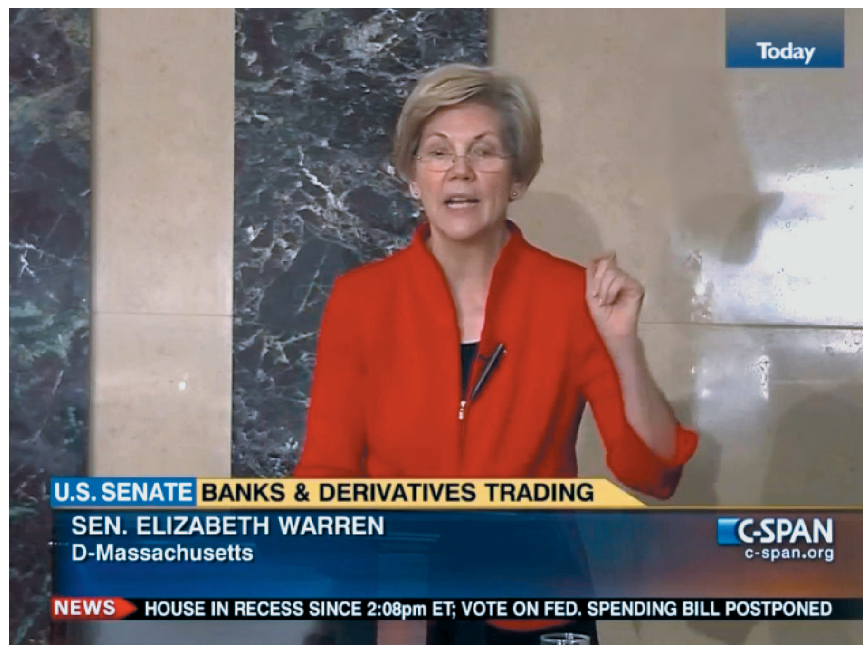 Today
U.S. SENATE BANKS & DERIVATIVES TRADING
SEN. ELIZABETH WARREN
D-Massachusetts
C-SPAN
c-span.org
NEWS HOUSE IN RECESS SINCE 2:08pm ET; VOTE ON FED. SPENDING BILL POSTPONED